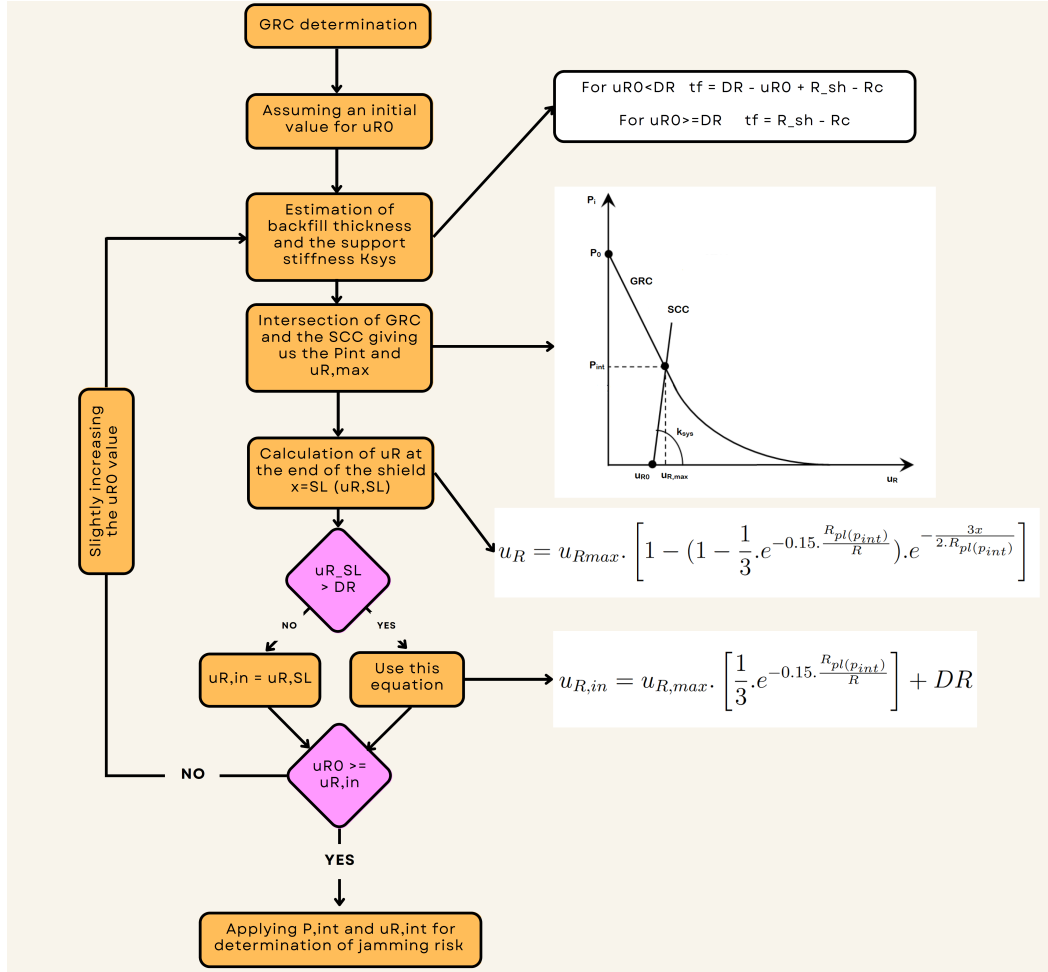 GRC determination
Assuming an initial
value for uR0
For uR0<DR tf = DR - uR0 + R_sh - Rc
For uR0>=DR tf = R_sh - Rc
Estimation of
backfill thickness
and the support
stiffness Ksys
Intersection of GRC
and the SCC giving
us the Pint and
uR,max
Pi
P0
GRC
SCC
Pint
ksys
uR0
uR,max
uR
Slightly increasing
the uR0 value
Calculation of uR at
the end of the shield
x=SL (uR,SL)
u_R = u_{Rmax}. [1 - (1 - \frac{1}{3}.e^{-0.15.\frac{R_{pl(p_{int})}}{R}}).e^{-\frac{3x}{2.R_{pl(p_{int})}}}]
uR_SL
> DR
NO
YES
uR,in = uR,SL
Use this
equation
u_{R,in} = u_{R,max}. [\frac{1}{3}.e^{-0.15.\frac{R_{pl(p_{int})}}{R}}] + DR
uR0 >=
uR,in
NO
YES
Applying P,int and uR,int for
determination of jamming risk